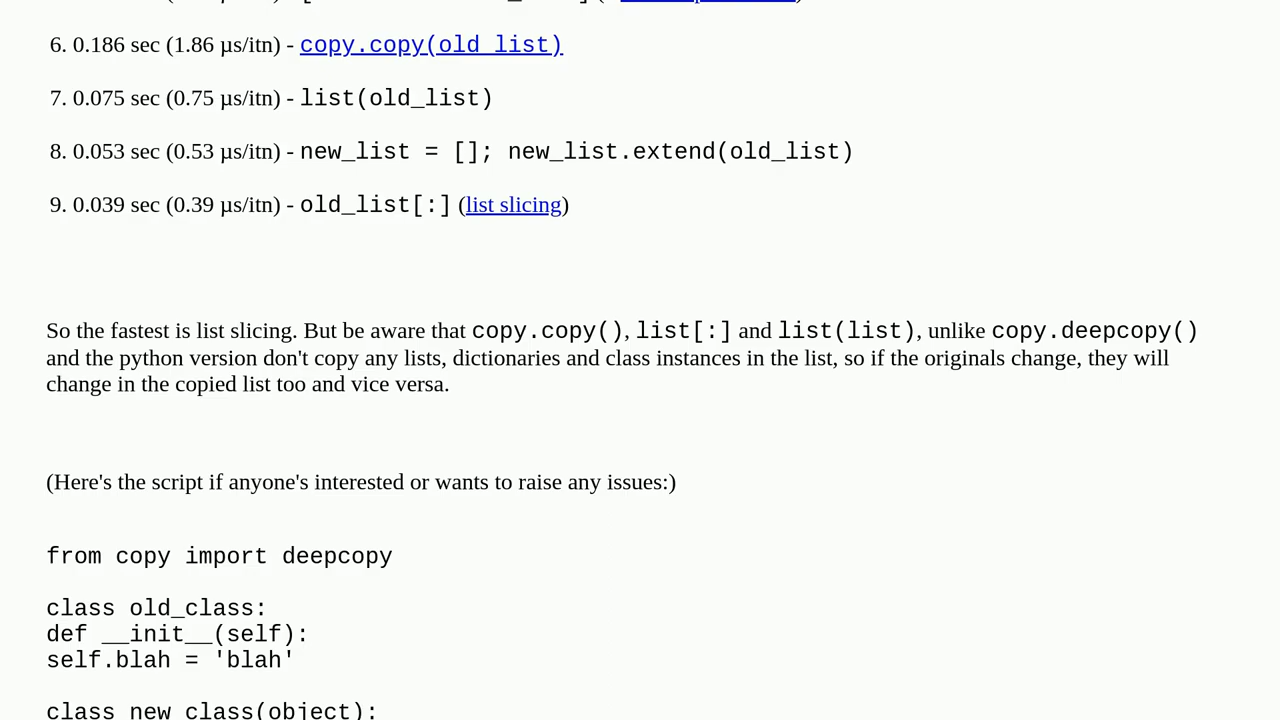 6. 0.186 sec (1.86 µs/itn) - copy.copy(old_list)
7. 0.075 sec (0.75 µs/itn) - list(old_list)
8. 0.053 sec (0.53 µs/itn) - new_list = []; new_list.extend(old_list)
9. 0.039 sec (0.39 µs/itn) - old_list[:] (list slicing)
So the fastest is list slicing. But be aware that copy.copy(), list[:] and list(list), unlike copy.deepcopy()
and the python version don't copy any lists, dictionaries and class instances in the list, so if the originals change, they will
change in the copied list too and vice versa.
(Here's the script if anyone's interested or wants to raise any issues:)
from copy import deepcopy
class old_class:
def __init__(self):
self.blah = 'blah'
class new_class(object):